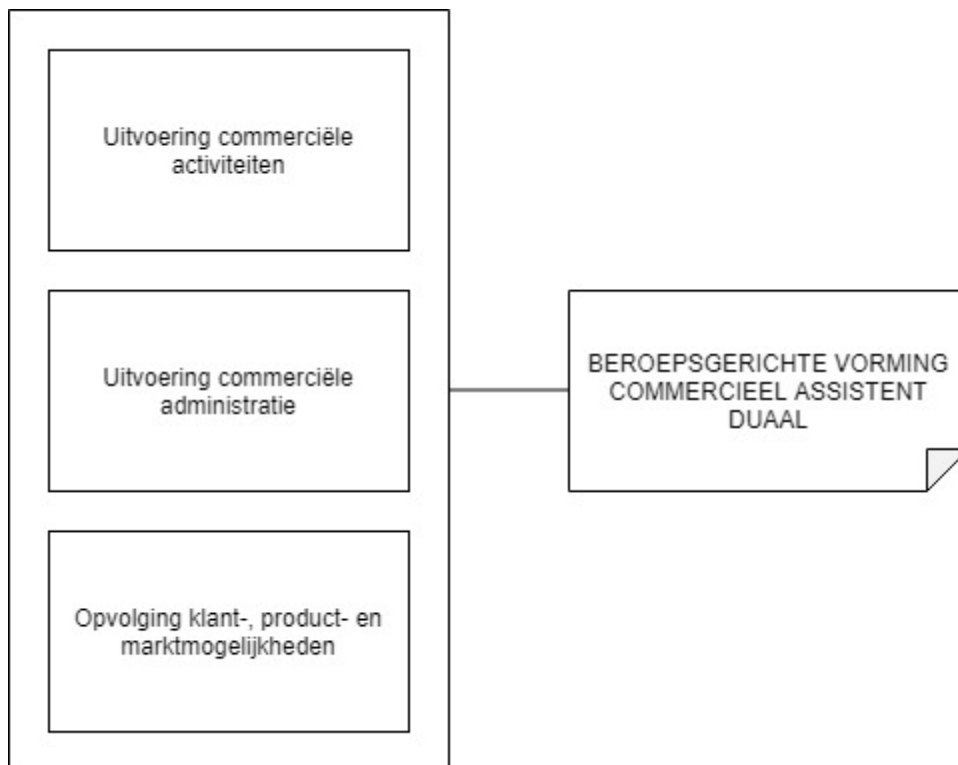 Uitvoering commerciële
activiteiten
Uitvoering commerciële
administratie
BEROEPSGERICHTE VORMING
COMMERCIEEL ASSISTENT
DUAAL
Opvolging klant-, product- en
marktmogelijkheden